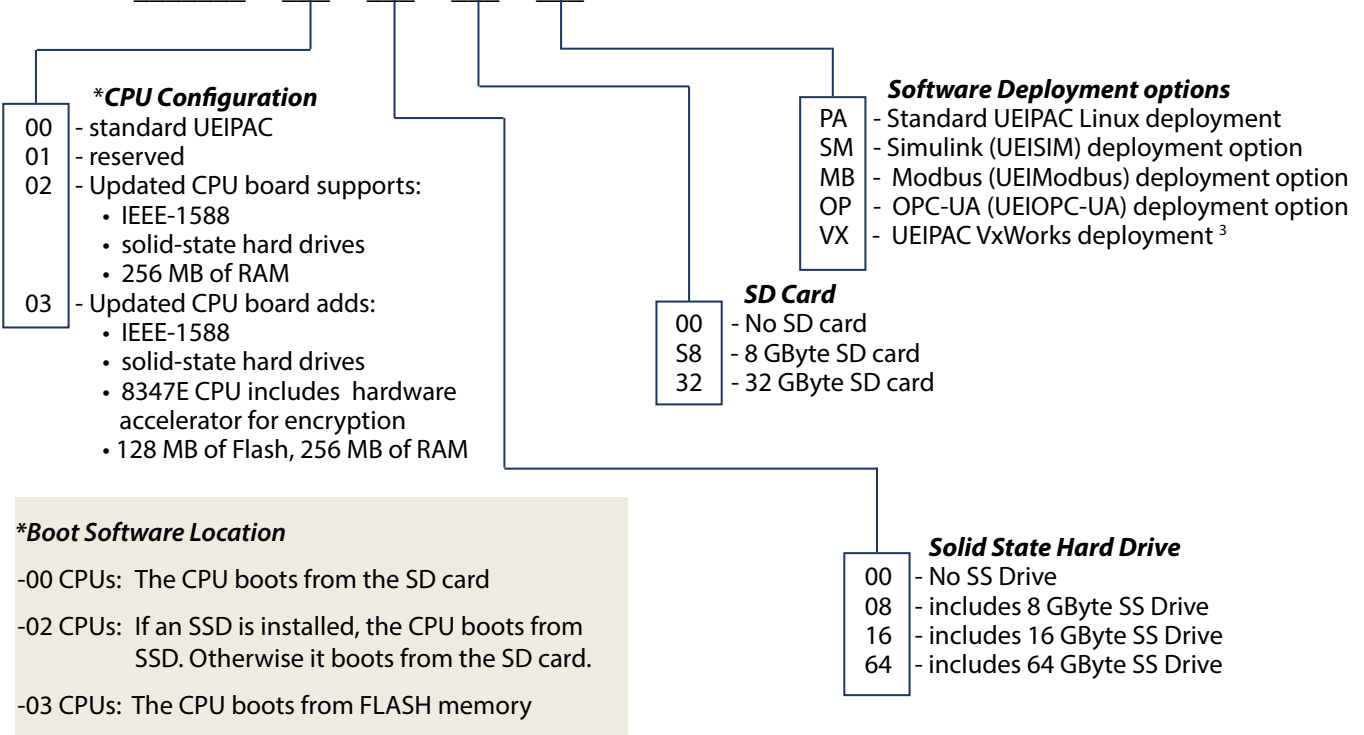 *CPU Configuration
00 - standard UEIPAC
01 - reserved
02 - Updated CPU board supports:
• IEEE-1588
• solid-state hard drives
• 256 MB of RAM
03 - Updated CPU board adds:
• IEEE-1588
• solid-state hard drives
• 8347E CPU includes hardware
accelerator for encryption
• 128 MB of Flash, 256 MB of RAM
Software Deployment options
PA - Standard UEIPAC Linux deployment
SM - Simulink (UEISIM) deployment option
MB - Modbus (UEIModbus) deployment option
OP - OPC-UA (UEIOPC-UA) deployment option
VX - UEIPAC VxWorks deployment 3
SD Card
00 - No SD card
S8 - 8 GByte SD card
32 - 32 GByte SD card
Solid State Hard Drive
00 - No SS Drive
08 - includes 8 GByte SS Drive
16 - includes 16 GByte SS Drive
64 - includes 64 GByte SS Drive
*Boot Software Location
-00 CPUs: The CPU boots from the SD card
-02 CPUs: If an SSD is installed, the CPU boots from
SSD. Otherwise it boots from the SD card.
-03 CPUs: The CPU boots from FLASH memory